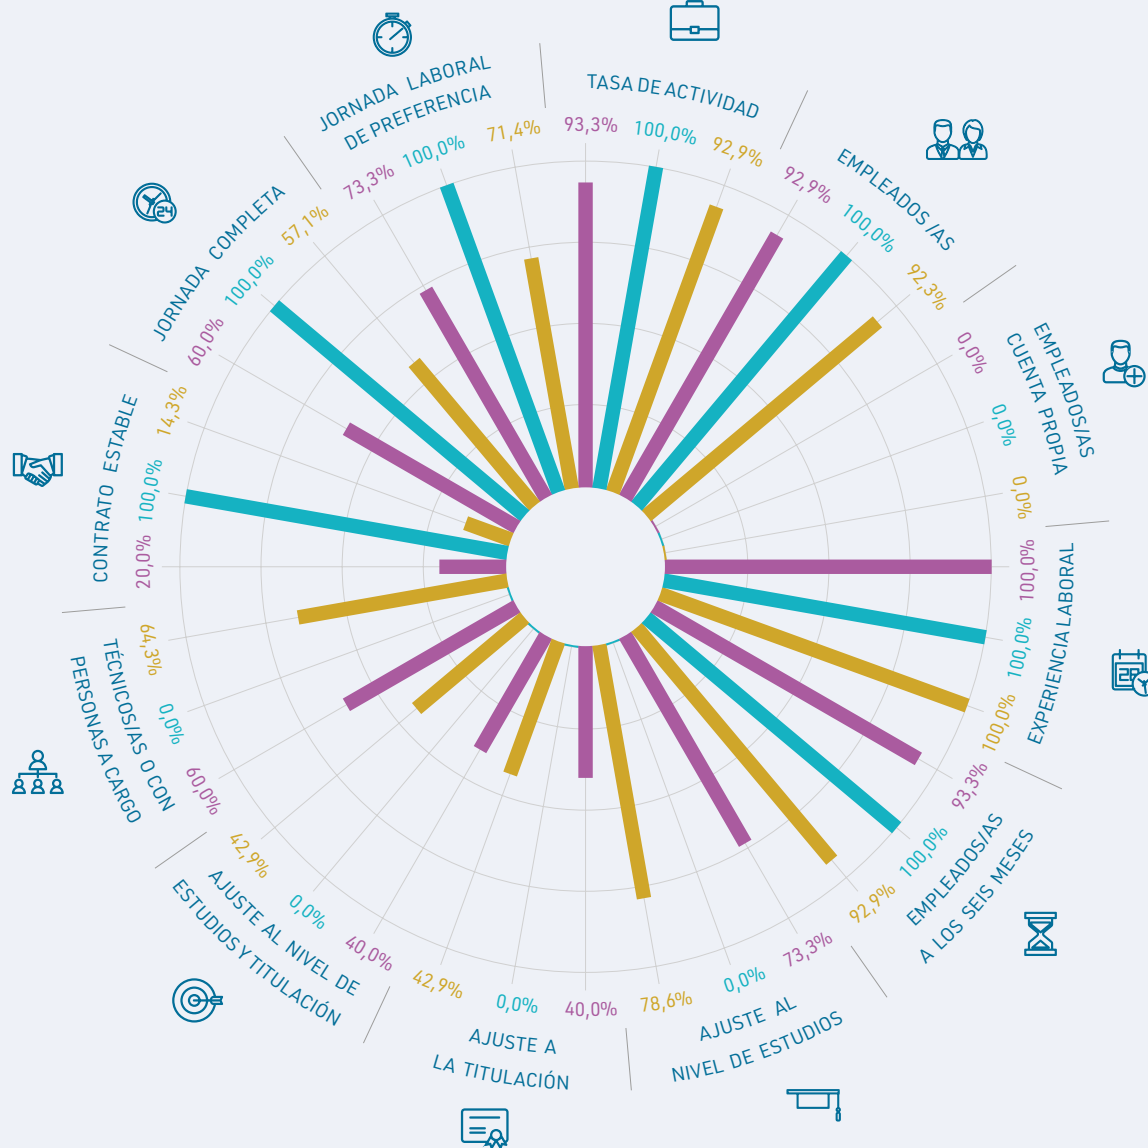 TASA DE ACTIVIDAD
93,3%
100,0%
92,9%
EMPLEADOS/AS
92,9%
100,0%
92,3%
EMPLEADOS/AS
CUENTA PROPIA
0,0%
0,0%
0,0%
EXPERIENCIA LABORAL
100,0%
100,0%
100,0%
EMPLEADOS/AS
A LOS SEIS MESES
93,3%
100,0%
92,9%
AJUSTE AL
NIVEL DE ESTUDIOS
73,3%
0,0%
78,6%
AJUSTE A
LA TITULACIÓN
40,0%
0,0%
42,9%
AJUSTE AL NIVEL DE
ESTUDIOS Y TITULACIÓN
40,0%
0,0%
42,9%
TÉCNICOS/AS O CON
PERSONAS A CARGO
60,0%
0,0%
64,3%
CONTRATO ESTABLE
20,0%
100,0%
14,3%
JORNADA COMPLETA
60,0%
100,0%
57,1%
JORNADA LABORAL
DE PREFERENCIA
73,3%
100,0%
71,4%
24